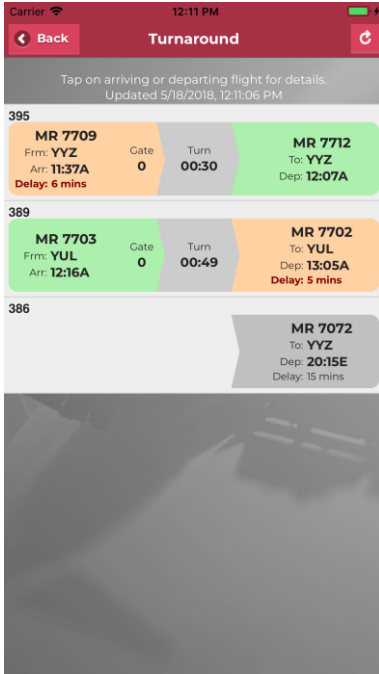 Carrier 12:11 PM
Back Turnaround
Tap on arriving or departing flight for details.
Updated 5/18/2018, 12:11:06 PM
395
MR 7709
Frm: YYZ
Arr: 11:37A
Delay: 6 mins
Gate
0
Turn
00:30
MR 7712
To: YYZ
Dep: 12:07A
389
MR 7703
Frm: YUL
Arr: 12:16A
Gate
0
Turn
00:49
MR 7702
To: YUL
Dep: 13:05A
Delay: 5 mins
386
MR 7072
To: YYZ
Dep: 20:15E
Delay: 15 mins